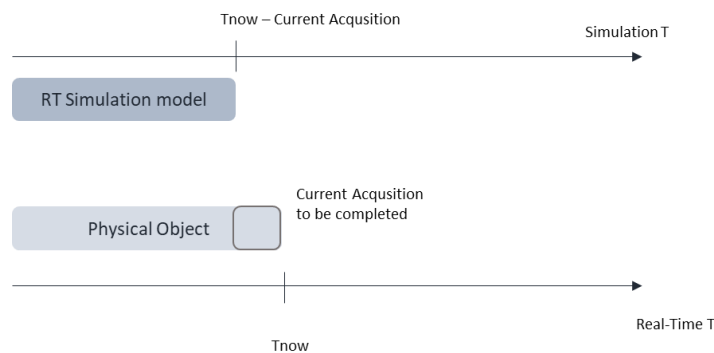 Tnow – Current Acqusition
Simulation T
RT Simulation model
Current Acqusition
to be completed
Physical Object
Real-Time T
Tnow